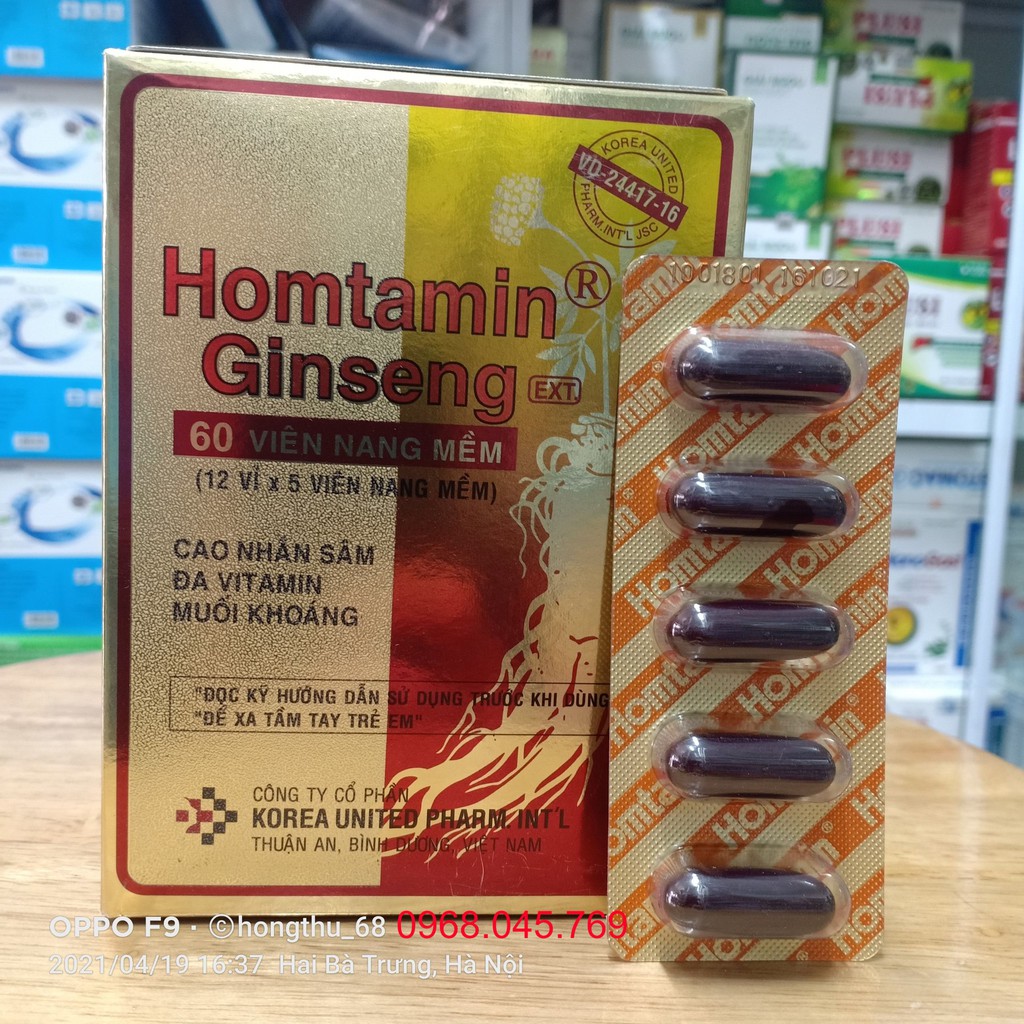 KOREA UNITED
VD-24417-16
PHARM.INT'L JSC
Homtamin®
Ginseng EXT.
60 VIÊN NANG MỀM
(12 VỈ x 5 VIÊN NANG MỀM)
CAO NHÂN SÂM
ĐA VITAMIN
MUỐI KHOÁNG
"ĐỌC KỸ HƯỚNG DẪN SỬ DỤNG TRƯỚC KHI DÙNG
"ĐỂ XA TẦM TAY TRẺ EM"
CÔNG TY CỔ PHẦN
KOREA UNITED PHARM. INT'L
THUẬN AN, BÌNH DƯƠNG, VIỆT NAM
1001801 161021
Homtamin®
OPPO F9 · ©hongthu_68 0968.045.769
2021/04/19 16:37 Hai Bà Trưng, Hà Nội